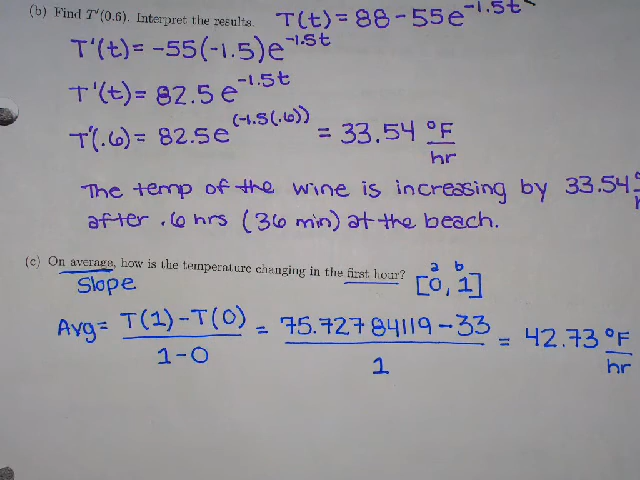 (b) Find T'(0.6). Interpret the results. T(t) = 88 - 55e^-1.5t
T'(t) = -55(-1.5)e^-1.5t
T'(t) = 82.5 e^-1.5t
T'(.6) = 82.5e^(-1.5(.6)) = 33.54 °F/hr
The temp of the wine is increasing by 33.54
after .6 hrs (36 min) at the beach.
(c) On average, how is the temperature changing in the first hour? [0, 1]
a b
Slope
Avg = T(1) - T(0) / 1 - 0 = 75.72784119 - 33 / 1 = 42.73 °F/hr